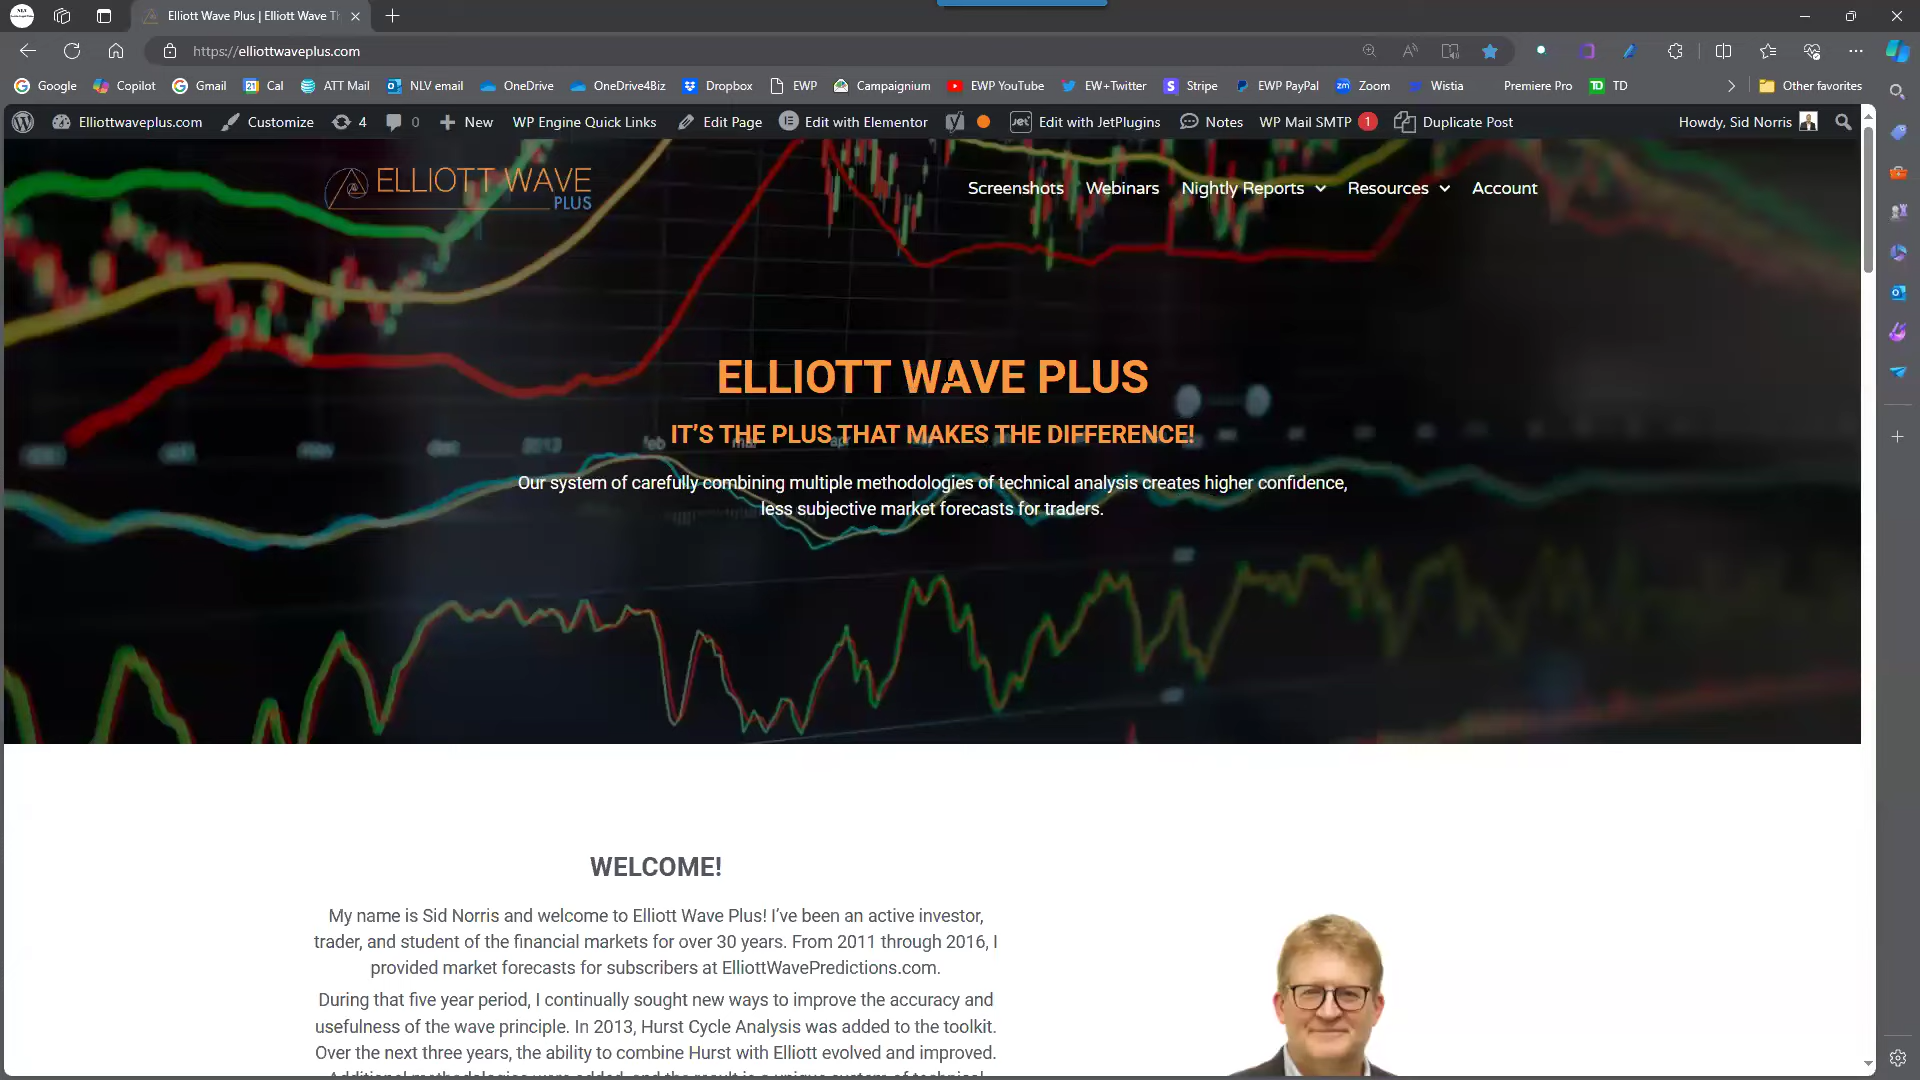 Elliott Wave Plus | Elliott Wave Th
https://elliottwaveplus.com
Google Copilot Gmail Cal ATT Mail NLV email OneDrive OneDrive4Biz Dropbox EWP Campaignium EWP YouTube EW+Twitter Stripe EWP PayPal Zoom Wistia Premiere Pro TD Other favorites
Elliottwaveplus.com Customize 4 0 New WP Engine Quick Links Edit Page Edit with Elementor Edit with JetPlugins Notes WP Mail SMTP 1 Duplicate Post Howdy, Sid Norris
ELLIOTT WAVE
PLUS
Screenshots Webinars Nightly Reports Resources Account
ELLIOTT WAVE PLUS
IT’S THE PLUS THAT MAKES THE DIFFERENCE!
Our system of carefully combining multiple methodologies of technical analysis creates higher confidence,
less subjective market forecasts for traders.
WELCOME!
My name is Sid Norris and welcome to Elliott Wave Plus! I’ve been an active investor,
trader, and student of the financial markets for over 30 years. From 2011 through 2016, I
provided market forecasts for subscribers at ElliottWavePredictions.com.
During that five year period, I continually sought new ways to improve the accuracy and
usefulness of the wave principle. In 2013, Hurst Cycle Analysis was added to the toolkit.
Over the next three years, the ability to combine Hurst with Elliott evolved and improved.